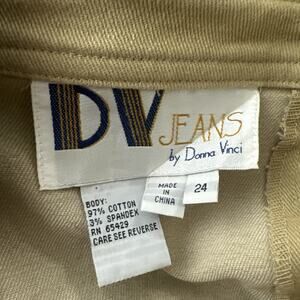 DV JEANS
by Donna Vinci
MADE IN
CHINA
24
BODY:
97% COTTON
3% SPANDEX
RN 65929
CARE SEE REVERSE